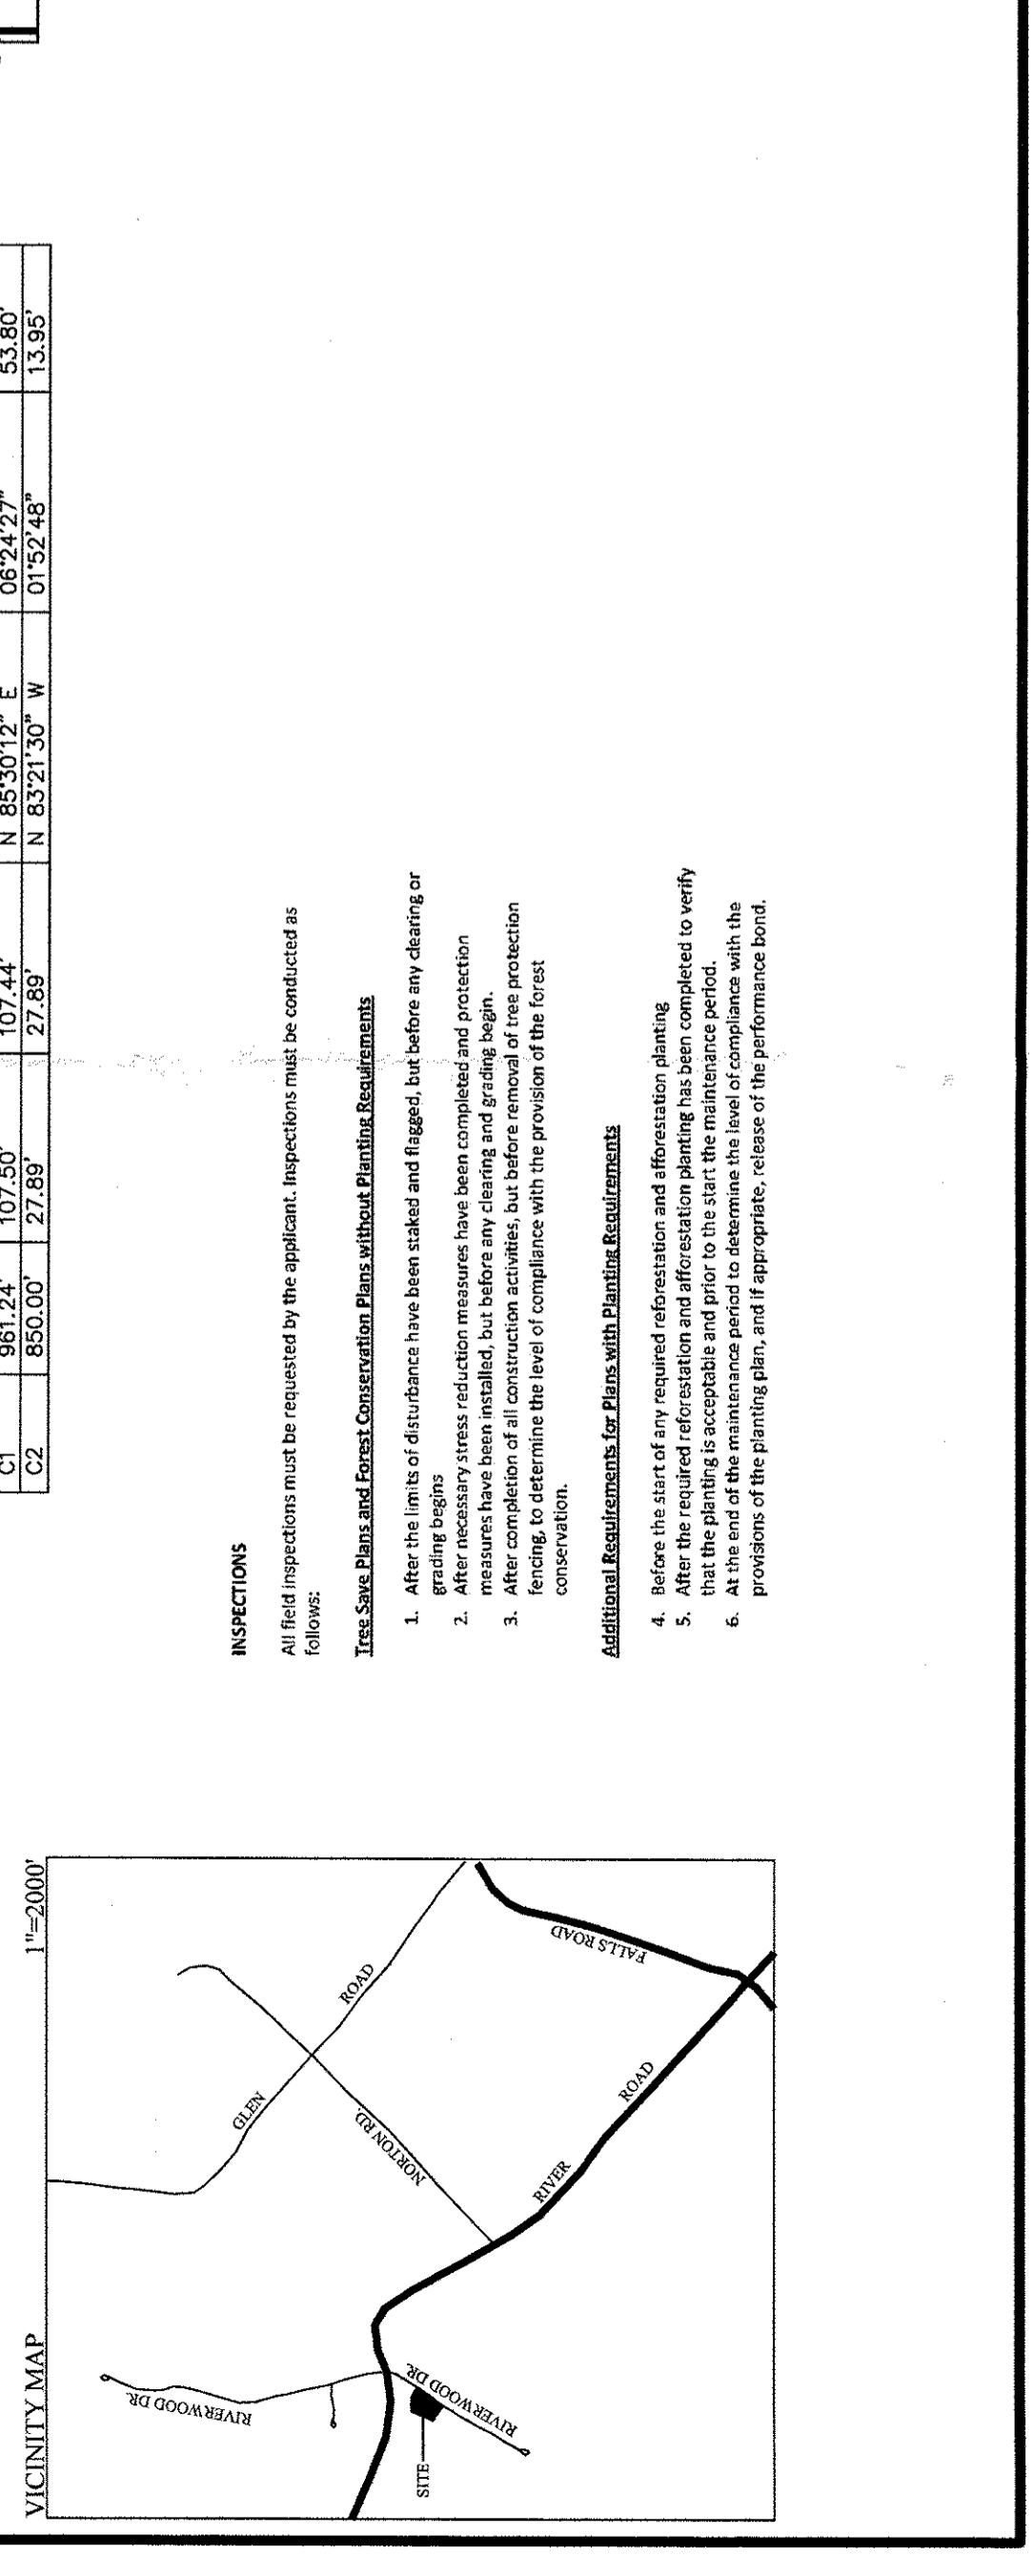 C1 961.24' 107.50' 107.44' N 85°30'12" E 06°24'27" 53.80'
C2 850.00' 27.89' 27.89' N 83°21'30" W 01°52'48" 13.95'
VICINITY MAP 1"=2000'
RIVERWOOD DR.
SITE
RIVERWOOD DR.
GLEN
ROAD
NORTON RD.
RIVER
ROAD
FALLS ROAD
INSPECTIONS
All field inspections must be requested by the applicant. Inspections must be conducted as
follows:
Tree Save Plans and Forest Conservation Plans without Planting Requirements
1. After the limits of disturbance have been staked and flagged, but before any clearing or
grading begins
2. After necessary stress reduction measures have been completed and protection
measures have been installed, but before any clearing and grading begin.
3. After completion of all construction activities, but before removal of tree protection
fencing, to determine the level of compliance with the provision of the forest
conservation.
Additional Requirements for Plans with Planting Requirements
4. Before the start of any required reforestation and afforestation planting
5. After the required reforestation and afforestation planting has been completed to verify
that the planting is acceptable and prior to the start the maintenance period.
6. At the end of the maintenance period to determine the level of compliance with the
provisions of the planting plan, and if appropriate, release of the performance bond.